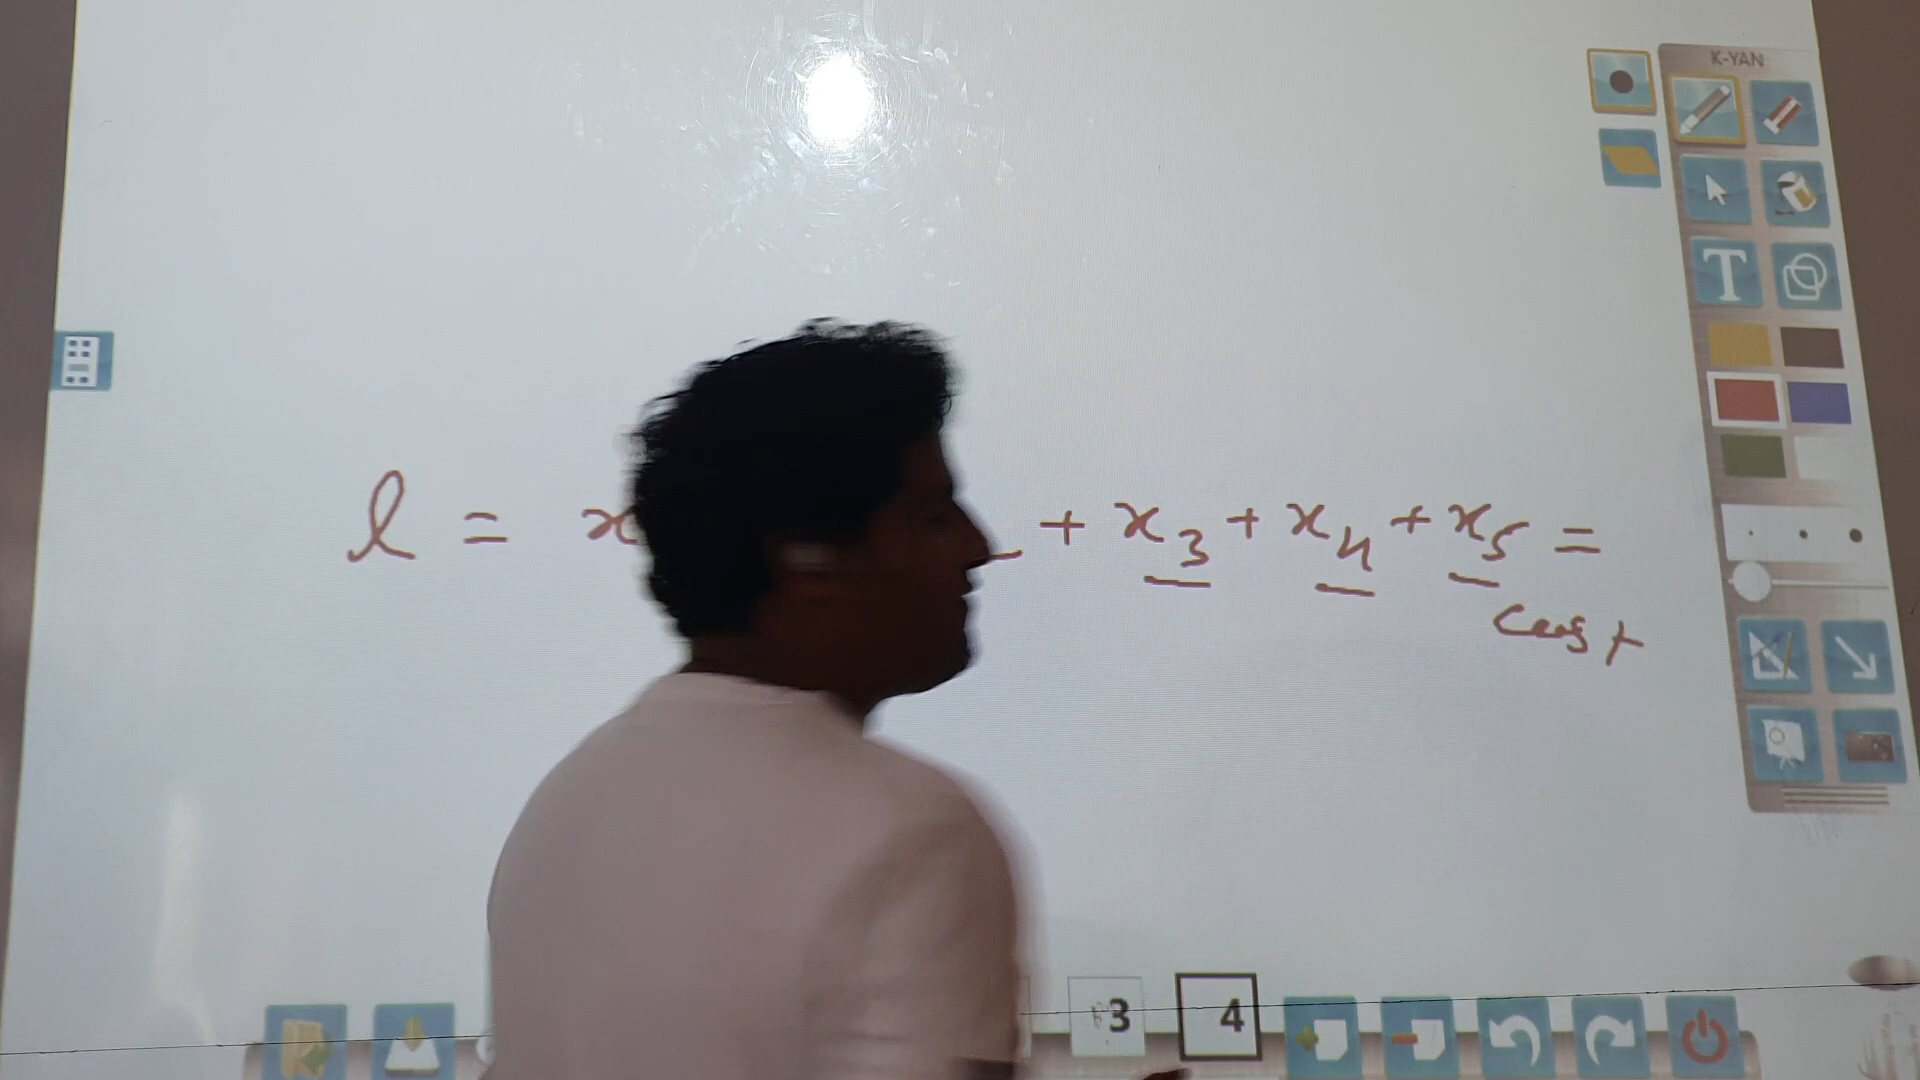 K-YAN
T
l = x + x3 + x4 + x5 =
const
3 4